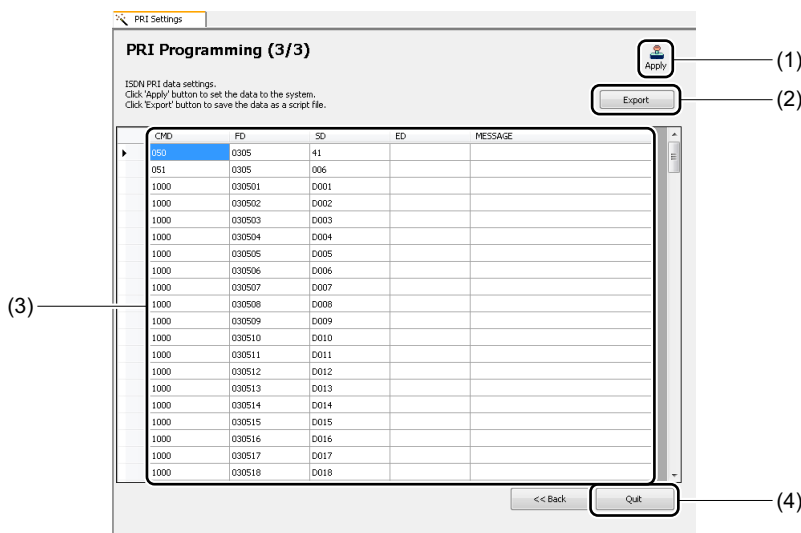 PRI Settings
PRI Programming (3/3)
Apply
(1)
ISDN PRI data settings.
Click 'Apply' button to set the data to the system.
Click 'Export' button to save the data as a script file.
Export
(2)
CMD FD SD ED MESSAGE
050 0305 41
051 0305 006
1000 030501 D001
1000 030502 D002
1000 030503 D003
1000 030504 D004
1000 030505 D005
1000 030506 D006
1000 030507 D007
(3)
1000 030508 D008
1000 030509 D009
1000 030510 D010
1000 030511 D011
1000 030512 D012
1000 030513 D013
1000 030514 D014
1000 030515 D015
1000 030516 D016
1000 030517 D017
1000 030518 D018
<< Back Quit
(4)